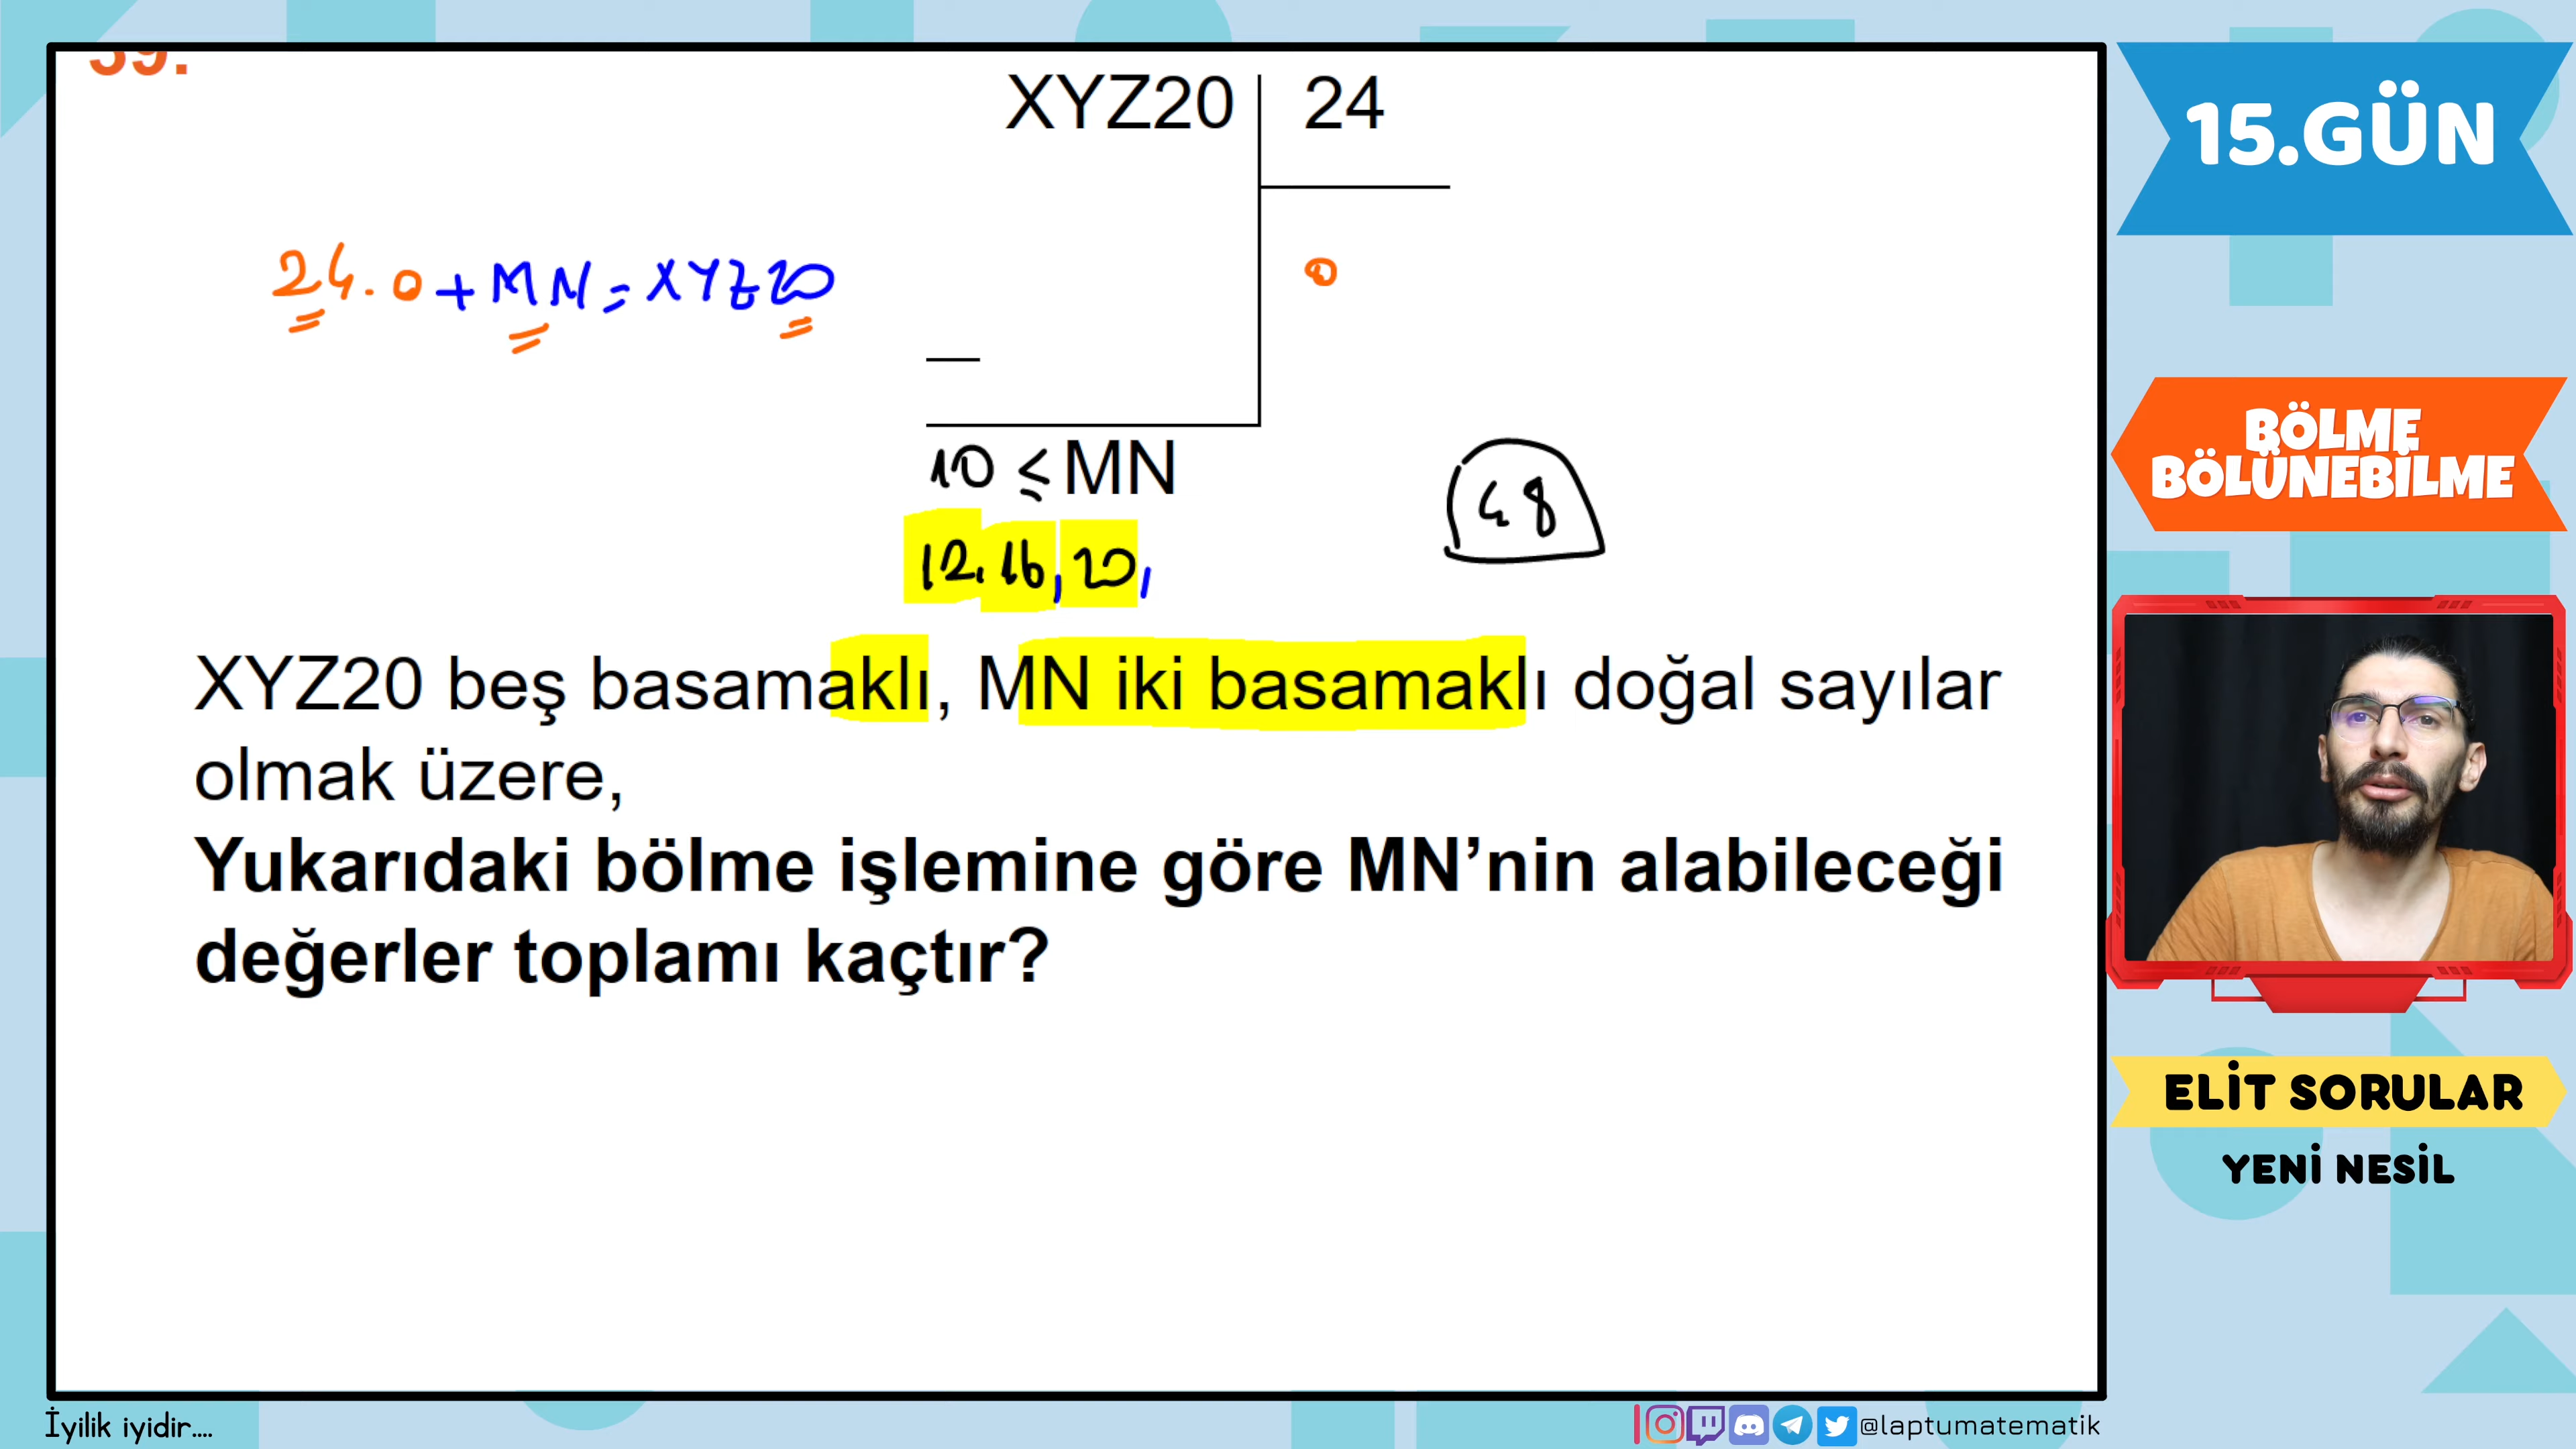 39.
XYZ20 24
24.0+MN=XYZ20
0
10 ≤ MN
48
12, 16, 20,
XYZ20 beş basamaklı, MN iki basamaklı doğal sayılar
olmak üzere,
Yukarıdaki bölme işlemine göre MN’nin alabileceği
değerler toplamı kaçtır?
15.GÜN
BÖLME
BÖLÜNEBİLME
ELİT SORULAR
YENİ NESİL
İyilik iyidir....
@laptumatematik